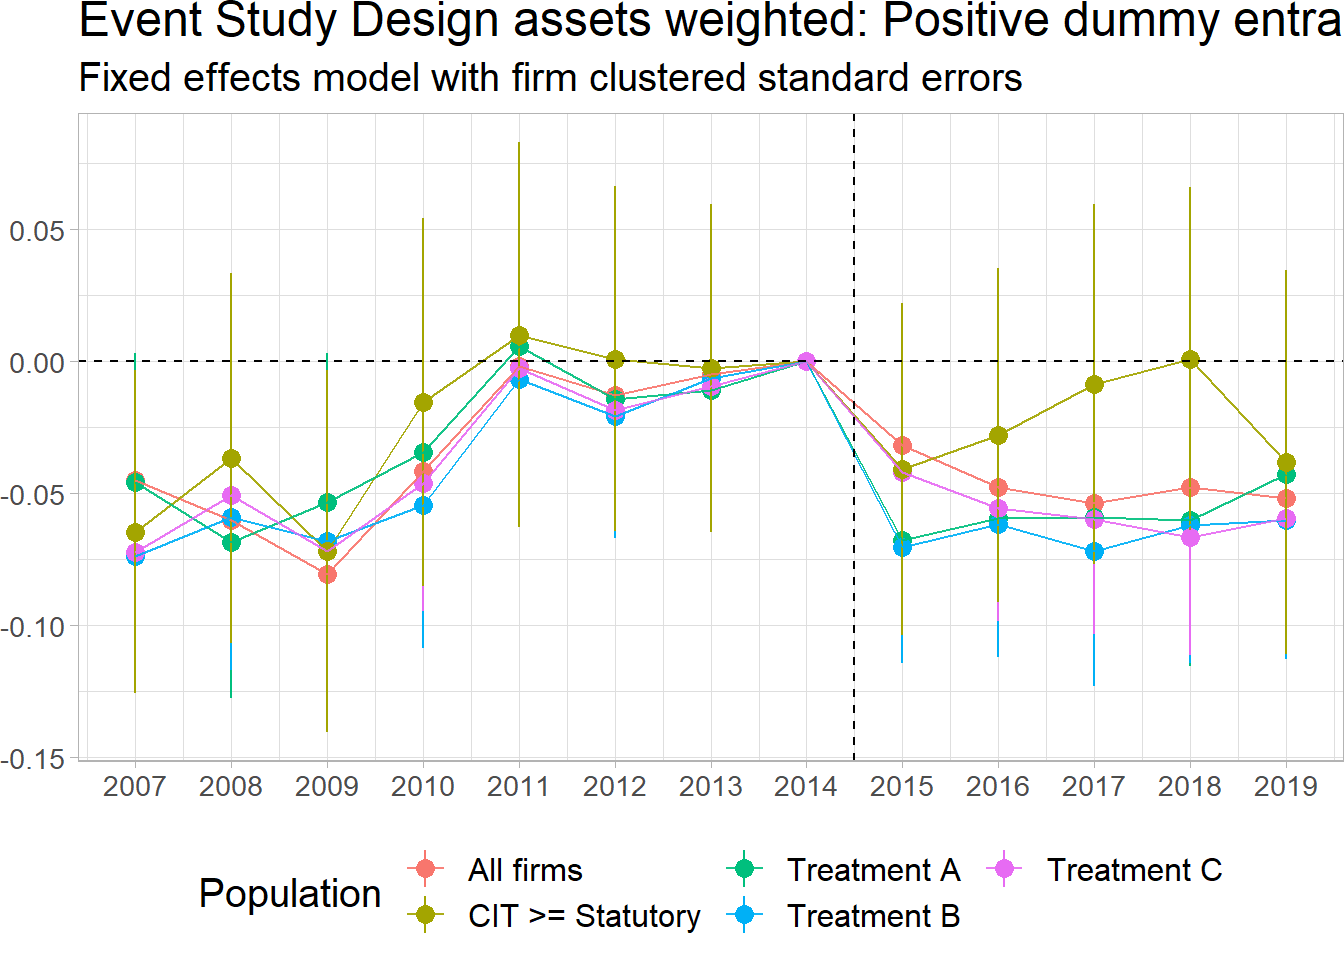 Event Study Design assets weighted: Positive dummy entra
Fixed effects model with firm clustered standard errors
0.05
0.00
-0.05
-0.10
-0.15
2007 2008 2009 2010 2011 2012 2013 2014 2015 2016 2017 2018 2019
Population
All firms Treatment A Treatment C
CIT >= Statutory Treatment B